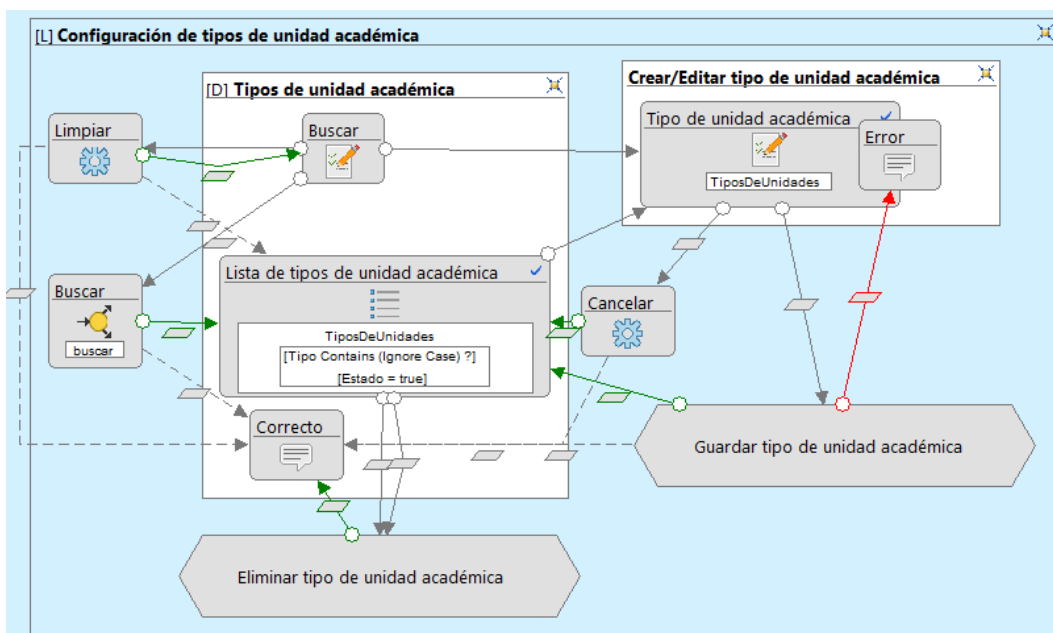 [L] Configuración de tipos de unidad académica
[D] Tipos de unidad académica
Crear/Editar tipo de unidad académica
Limpiar
Buscar
Tipo de unidad académica
Error
TiposDeUnidades
Lista de tipos de unidad académica
TiposDeUnidades
[Tipo Contains (Ignore Case) ?]
[Estado = true]
Buscar
buscar
Cancelar
Correcto
Guardar tipo de unidad académica
Eliminar tipo de unidad académica